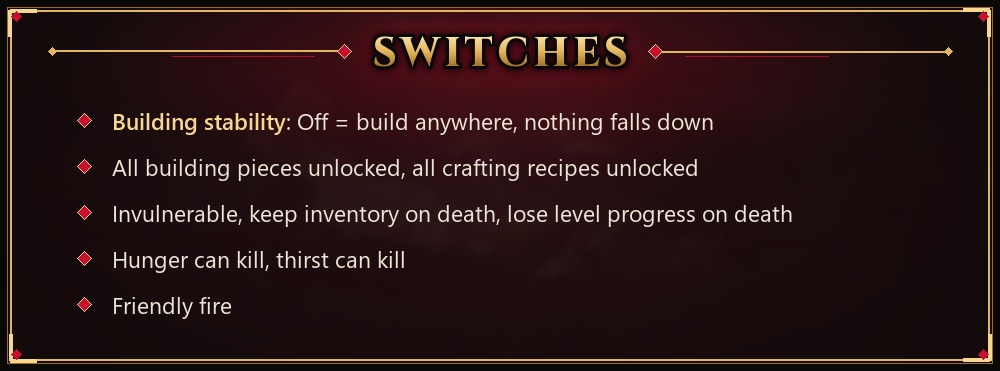 SWITCHES
Building stability: Off = build anywhere, nothing falls down
All building pieces unlocked, all crafting recipes unlocked
Invulnerable, keep inventory on death, lose level progress on death
Hunger can kill, thirst can kill
Friendly fire